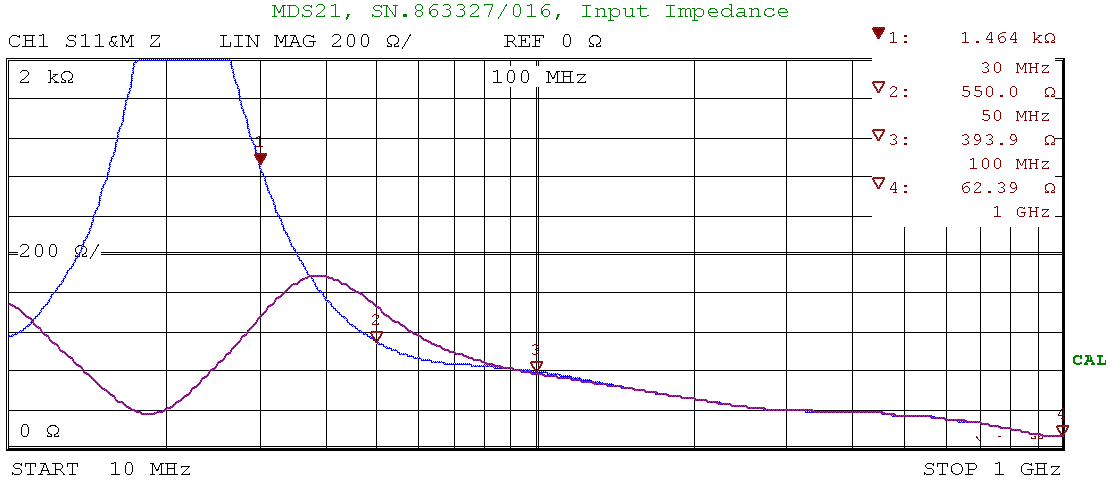 MDS21, SN.863327/016, Input Impedance
CH1 S11&M Z LIN MAG 200 Ω/ REF 0 Ω
1: 1.464 kΩ
30 MHz
2: 550.0 Ω
50 MHz
3: 393.9 Ω
100 MHz
4: 62.39 Ω
1 GHz
2 kΩ
100 MHz
1
200 Ω/
2
3
CAL
4
0 Ω
START 10 MHz STOP 1 GHz